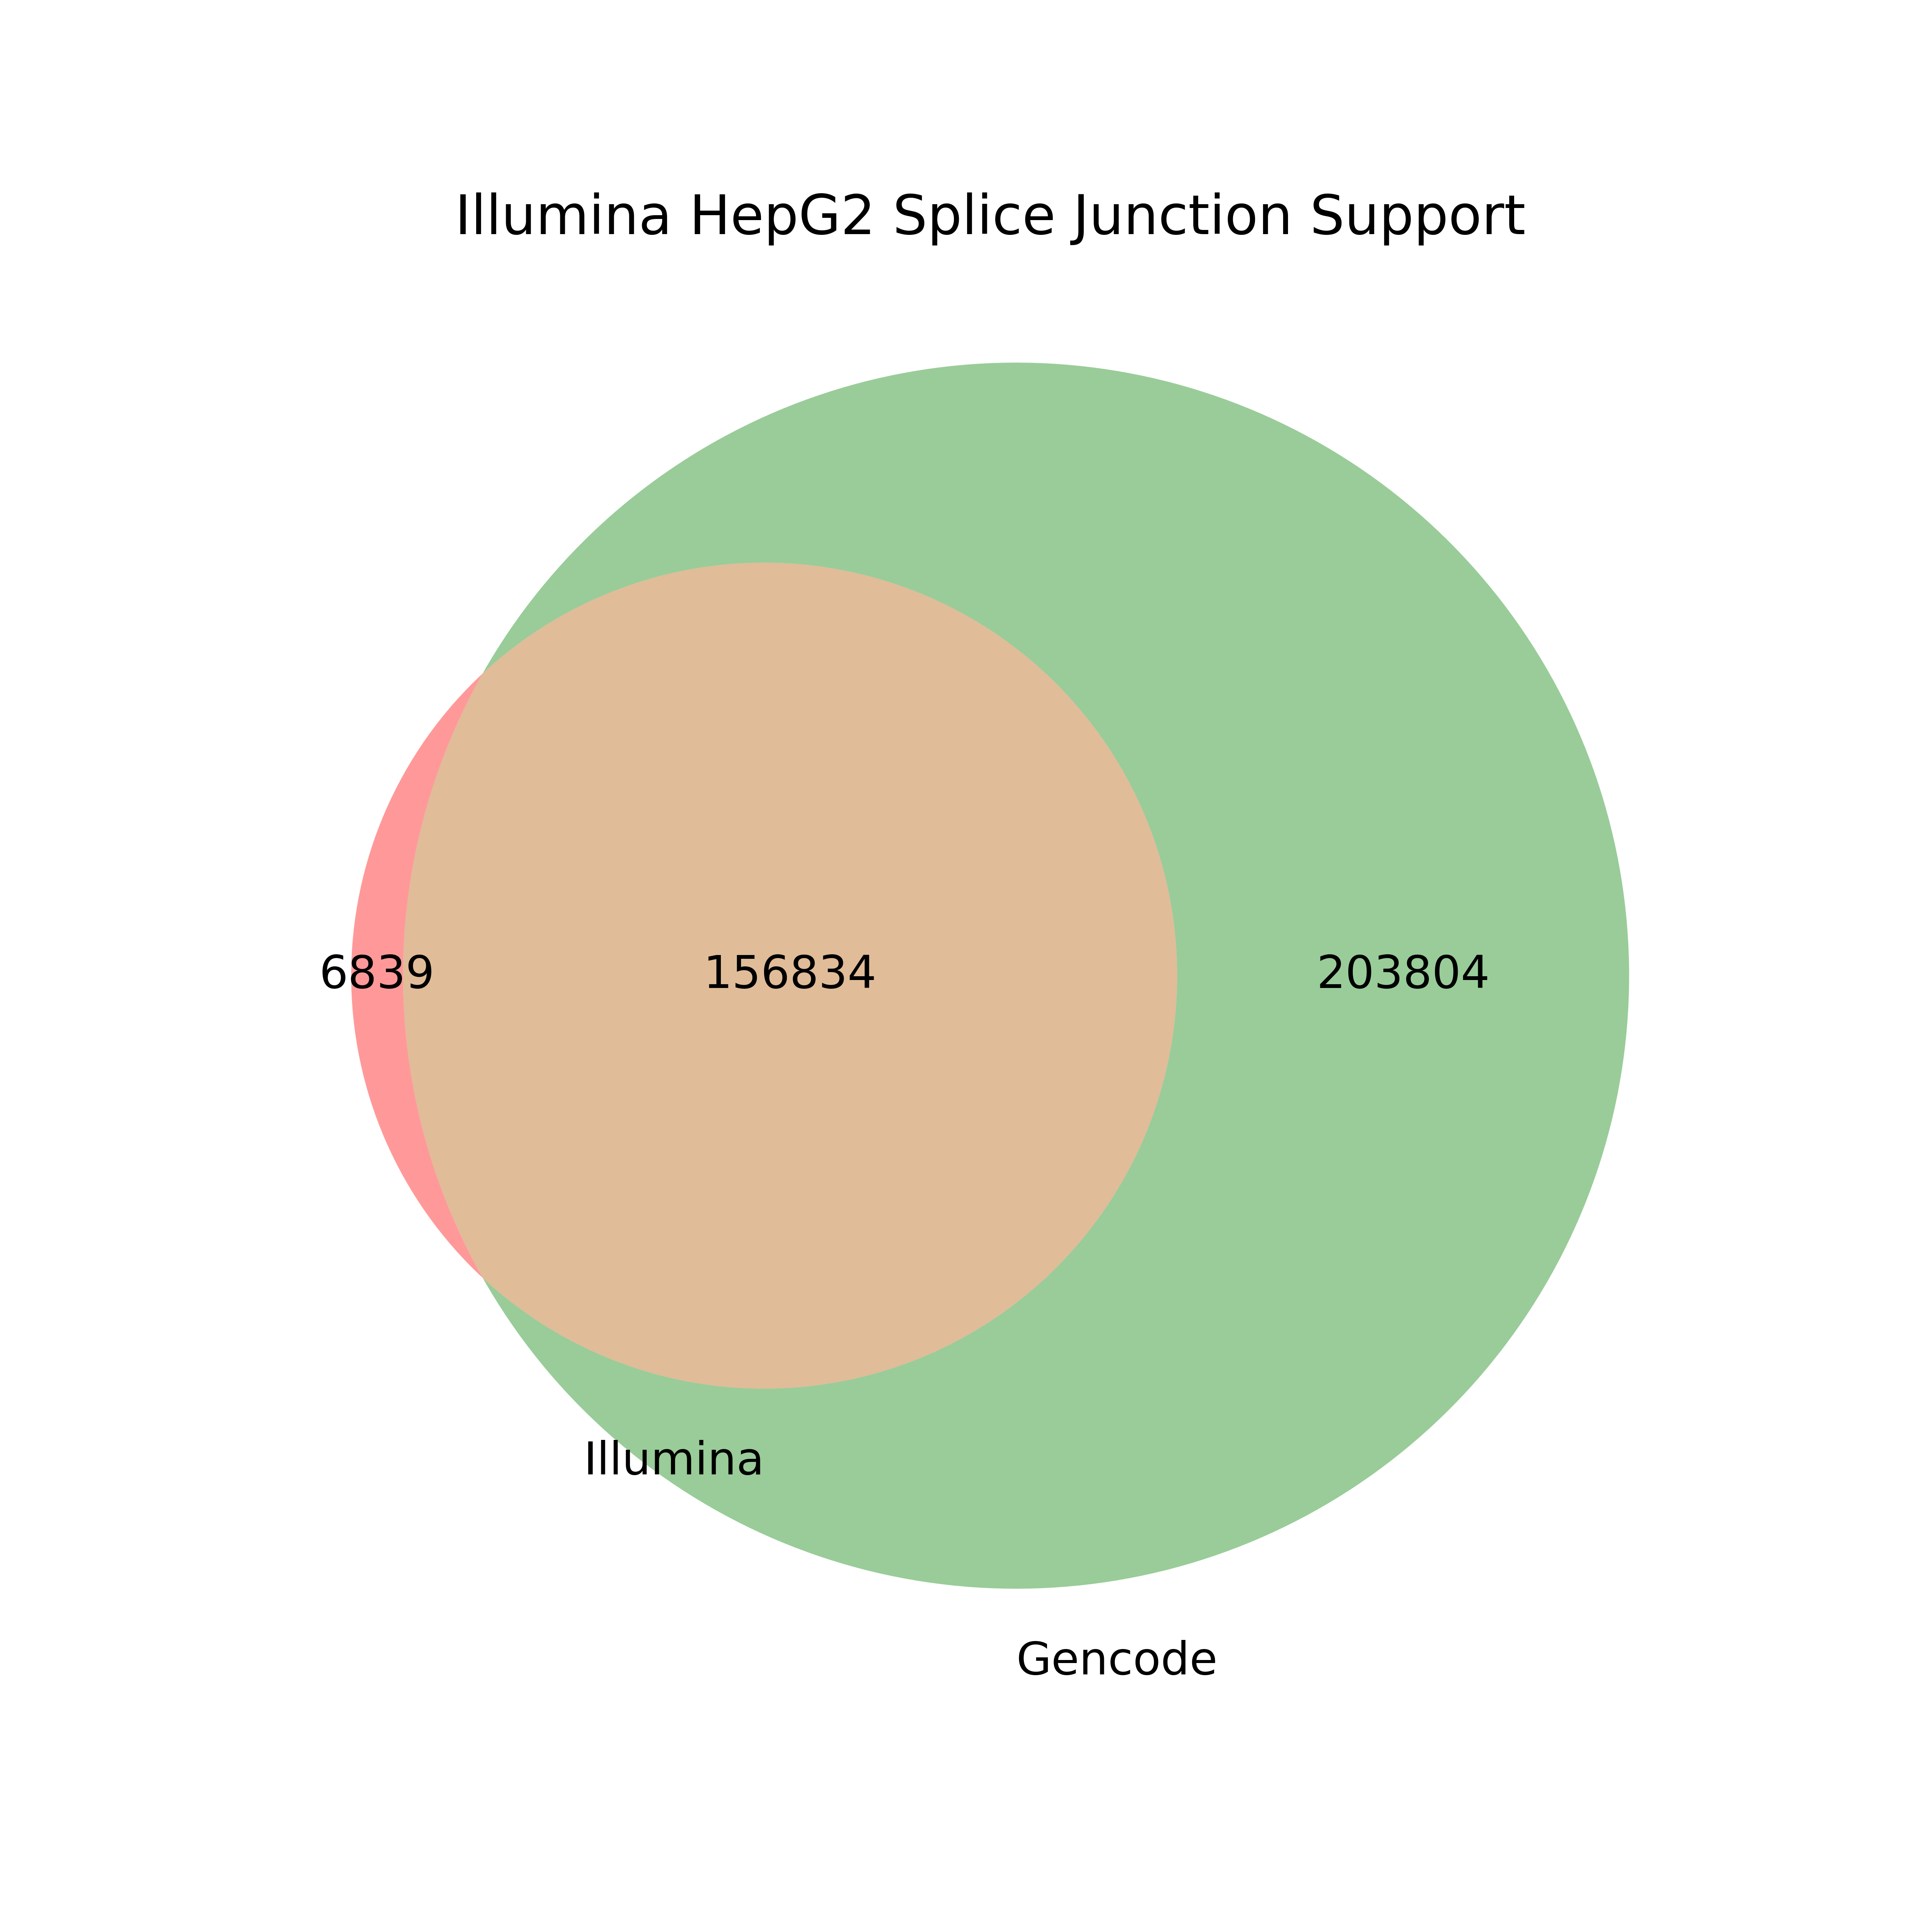 Illumina HepG2 Splice Junction Support
6839
156834
203804
Illumina
Gencode